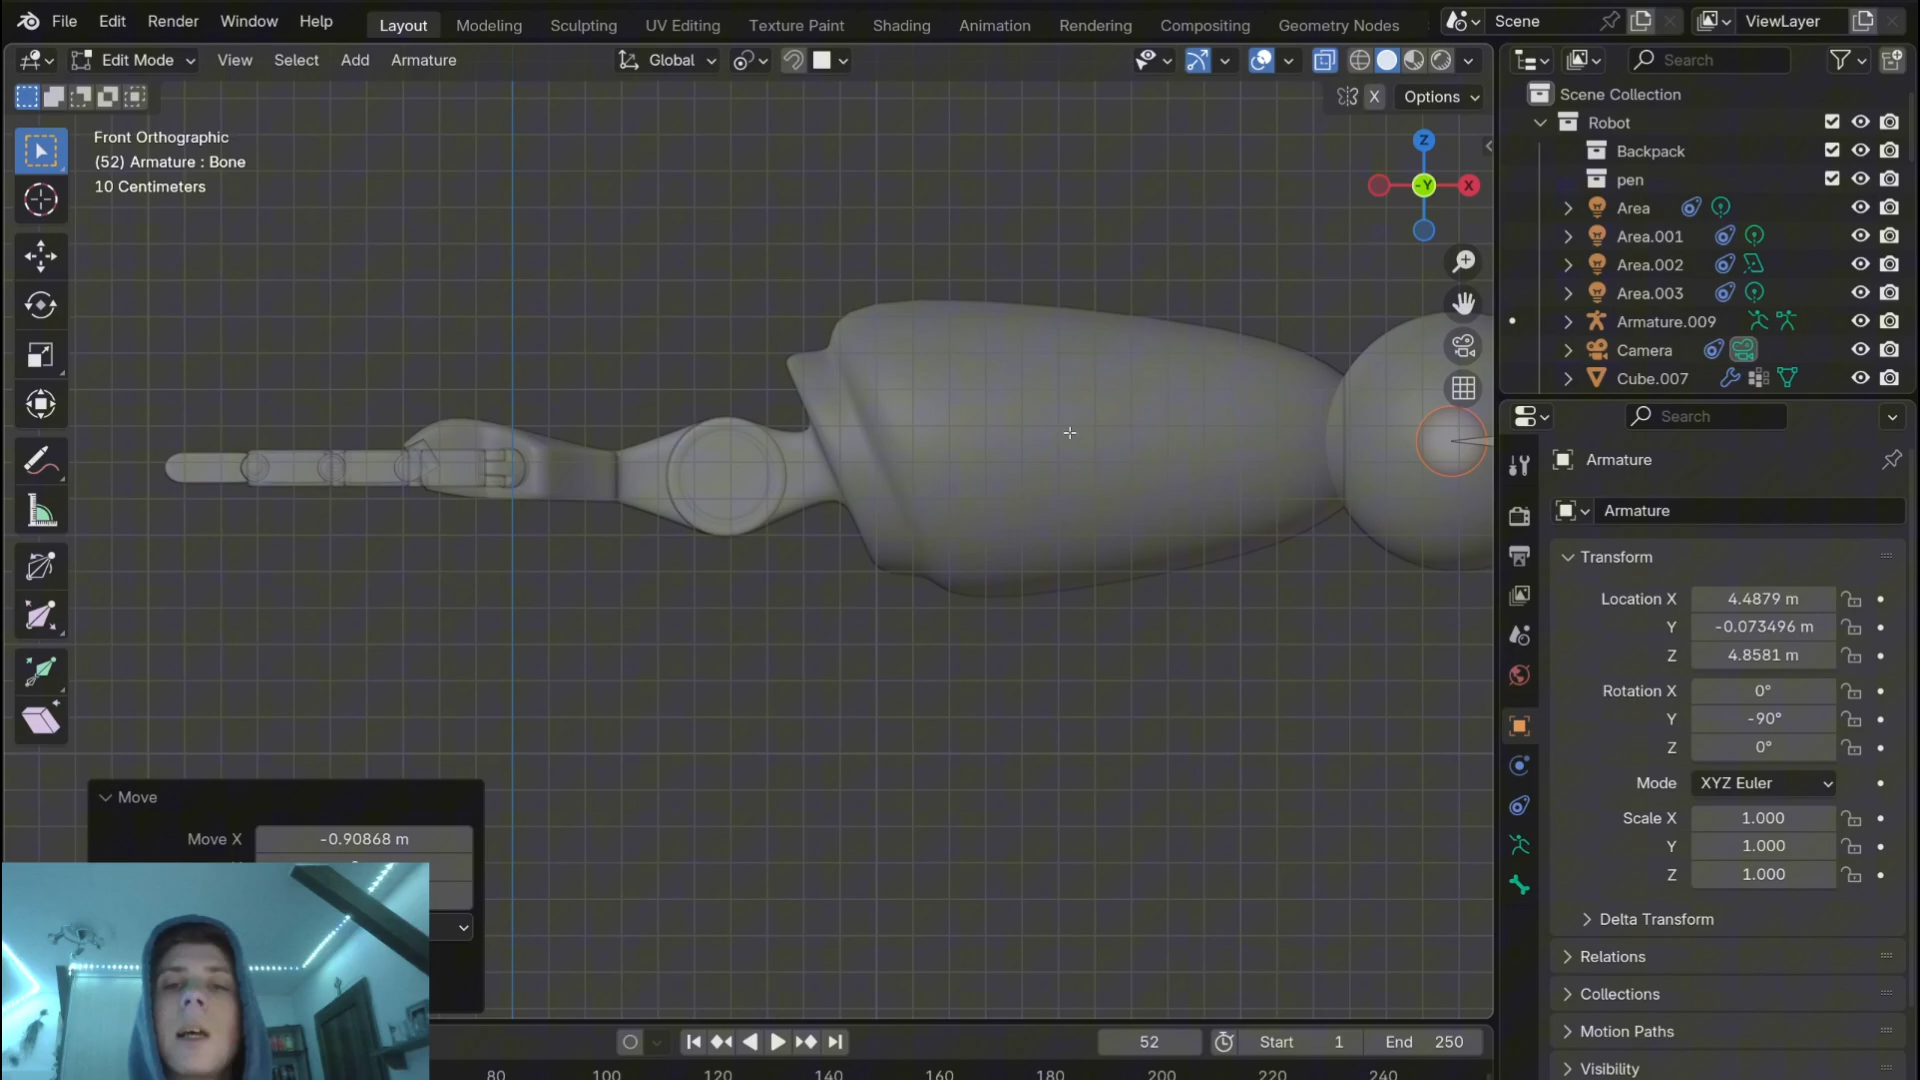 File Edit Render Window Help Layout Modeling Sculpting UV Editing Texture Paint Shading Animation Rendering Compositing Geometry Nodes Scene ViewLayer
Edit Mode View Select Add Armature Global Search
X Options
Front Orthographic
(52) Armature : Bone
10 Centimeters
Z
-Y
X
Scene Collection
Robot
Backpack
pen
Area
Area.001
Area.002
Area.003
Armature.009
Camera
Cube.007
Search
Armature
Armature
Transform
Location X 4.4879 m
Y -0.073496 m
Z 4.8581 m
Rotation X 0°
Y -90°
Z 0°
Mode XYZ Euler
Scale X 1.000
Y 1.000
Z 1.000
Delta Transform
Relations
Collections
Motion Paths
Visibility
Move
Move X -0.90868 m
52 Start 1 End 250
80 100 120 140 160 180 200 220 240